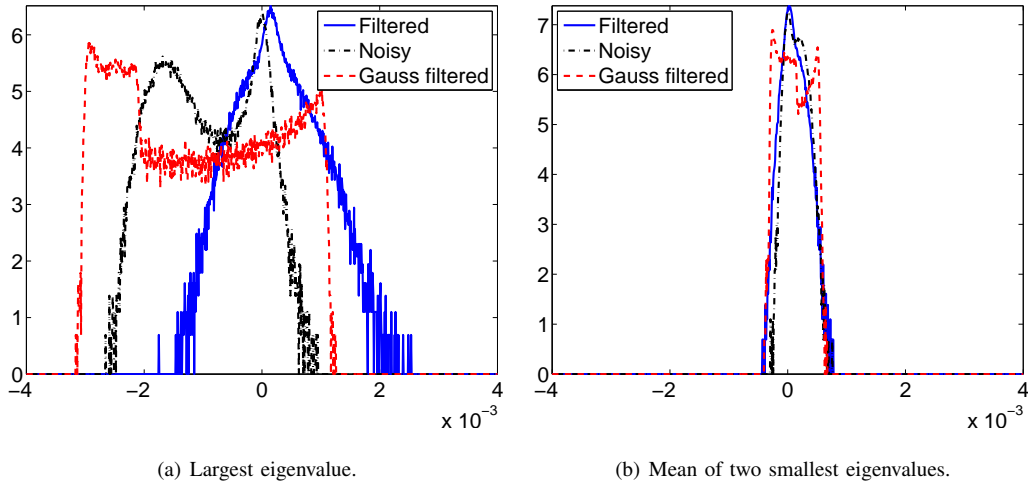 6
5
4
3
2
1
0
−4
−2
0
2
4
x 10⁻³
Filtered
Noisy
Gauss filtered
(a) Largest eigenvalue.
7
6
5
4
3
2
1
0
−4
−2
0
2
4
x 10⁻³
Filtered
Noisy
Gauss filtered
(b) Mean of two smallest eigenvalues.